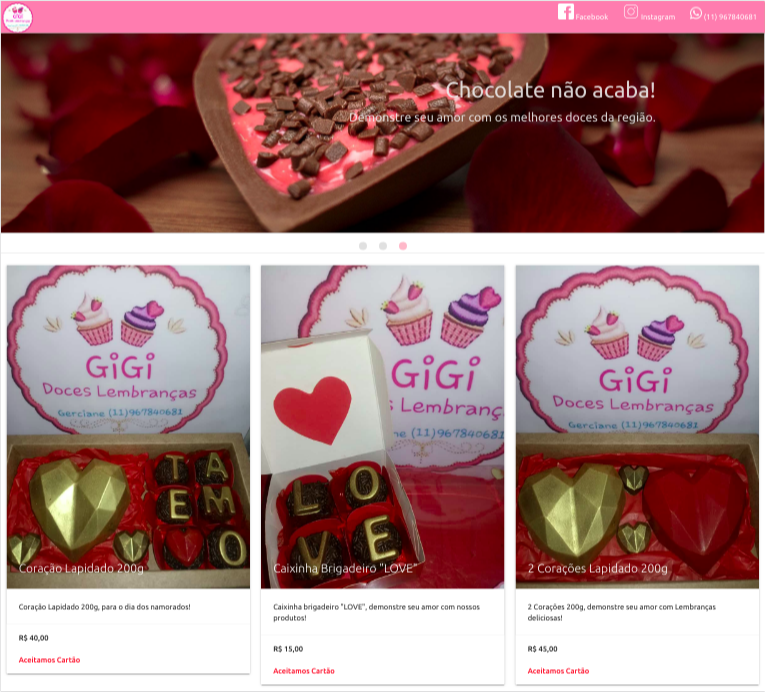 Facebook
Instagram
(11) 967840681
Chocolate não acaba!
Demonstre seu amor com os melhores doces da região.
GiGi
Doces Lembranças
Gerciane (11)967840681
T A
E M
O
Coração Lapidado 200g
Coração Lapidado 200g, para o dia dos namorados!
R$ 40,00
Aceitamos Cartão
GiGi
Lembranç
ne (11)967840681
L O
V E
Caixinha Brigadeiro "LOVE"
Caixinha brigadeiro "LOVE", demonstre seu amor com nossos
produtos!
R$ 15,00
Aceitamos Cartão
GiGi
Doces Lembranças
Gerciane (11)967840681
2 Corações Lapidado 200g
2 Corações 200g, demonstre seu amor com Lembranças
deliciosas!
R$ 45,00
Aceitamos Cartão